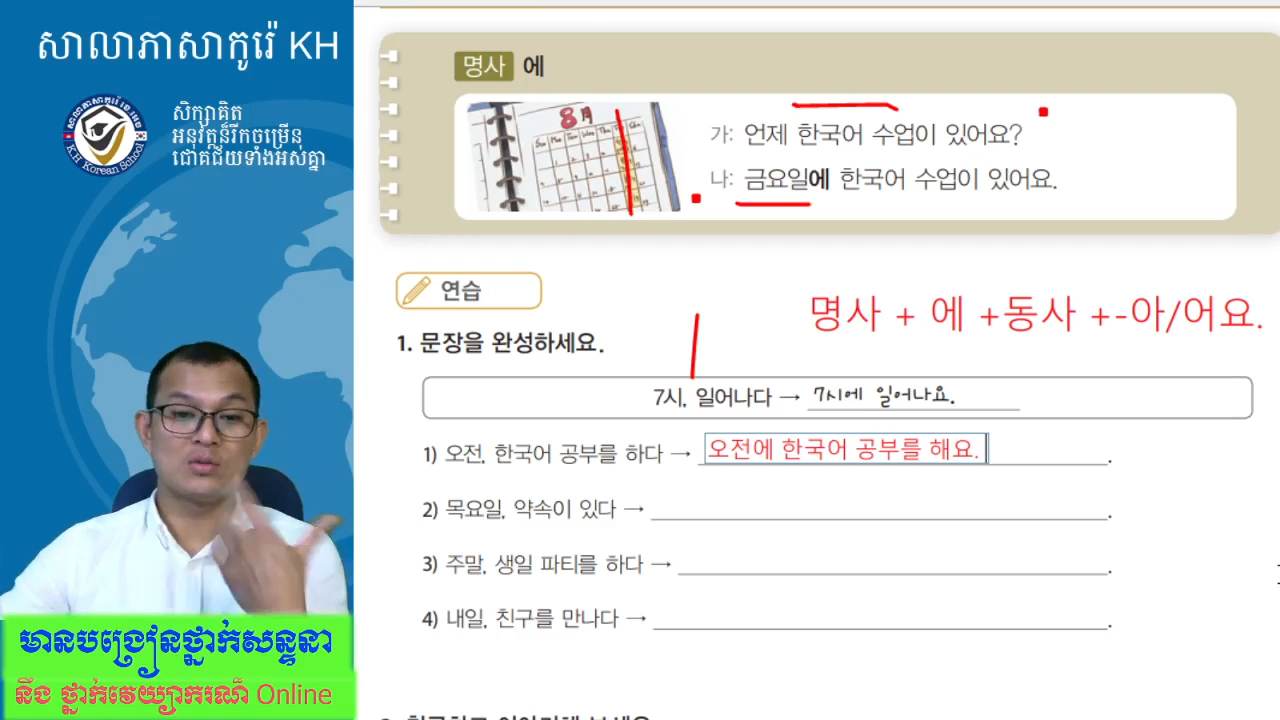 សាលាភាសាកូរ៉េ KH
សិក្សាគិត
អនុវត្តន៍រីកចម្រើន
ជោគជ័យទាំងអស់គ្នា
K.H Korean School
មានបង្រៀនថ្នាក់សន្ទនា
នឹង ថ្នាក់វេយ្យាករណ៍ Online
명사 에
8月
가: 언제 한국어 수업이 있어요?
나: 금요일에 한국어 수업이 있어요.
연습
명사 + 에 +동사 +-아/어요.
1. 문장을 완성하세요.
7시, 일어나다 → 7시에 일어나요.
1) 오전, 한국어 공부를 하다 → 오전에 한국어 공부를 해요. .
2) 목요일, 약속이 있다 → .
3) 주말, 생일 파티를 하다 → .
4) 내일, 친구를 만나다 → .